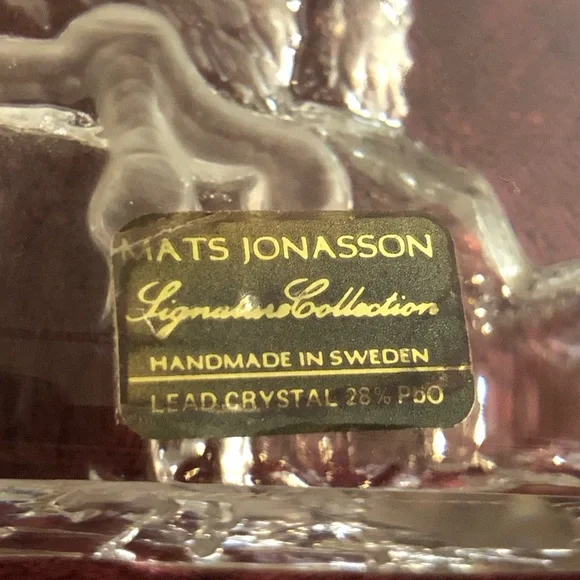 MATS JONASSON
Signature Collection
HANDMADE IN SWEDEN
LEAD CRYSTAL 28% PbO